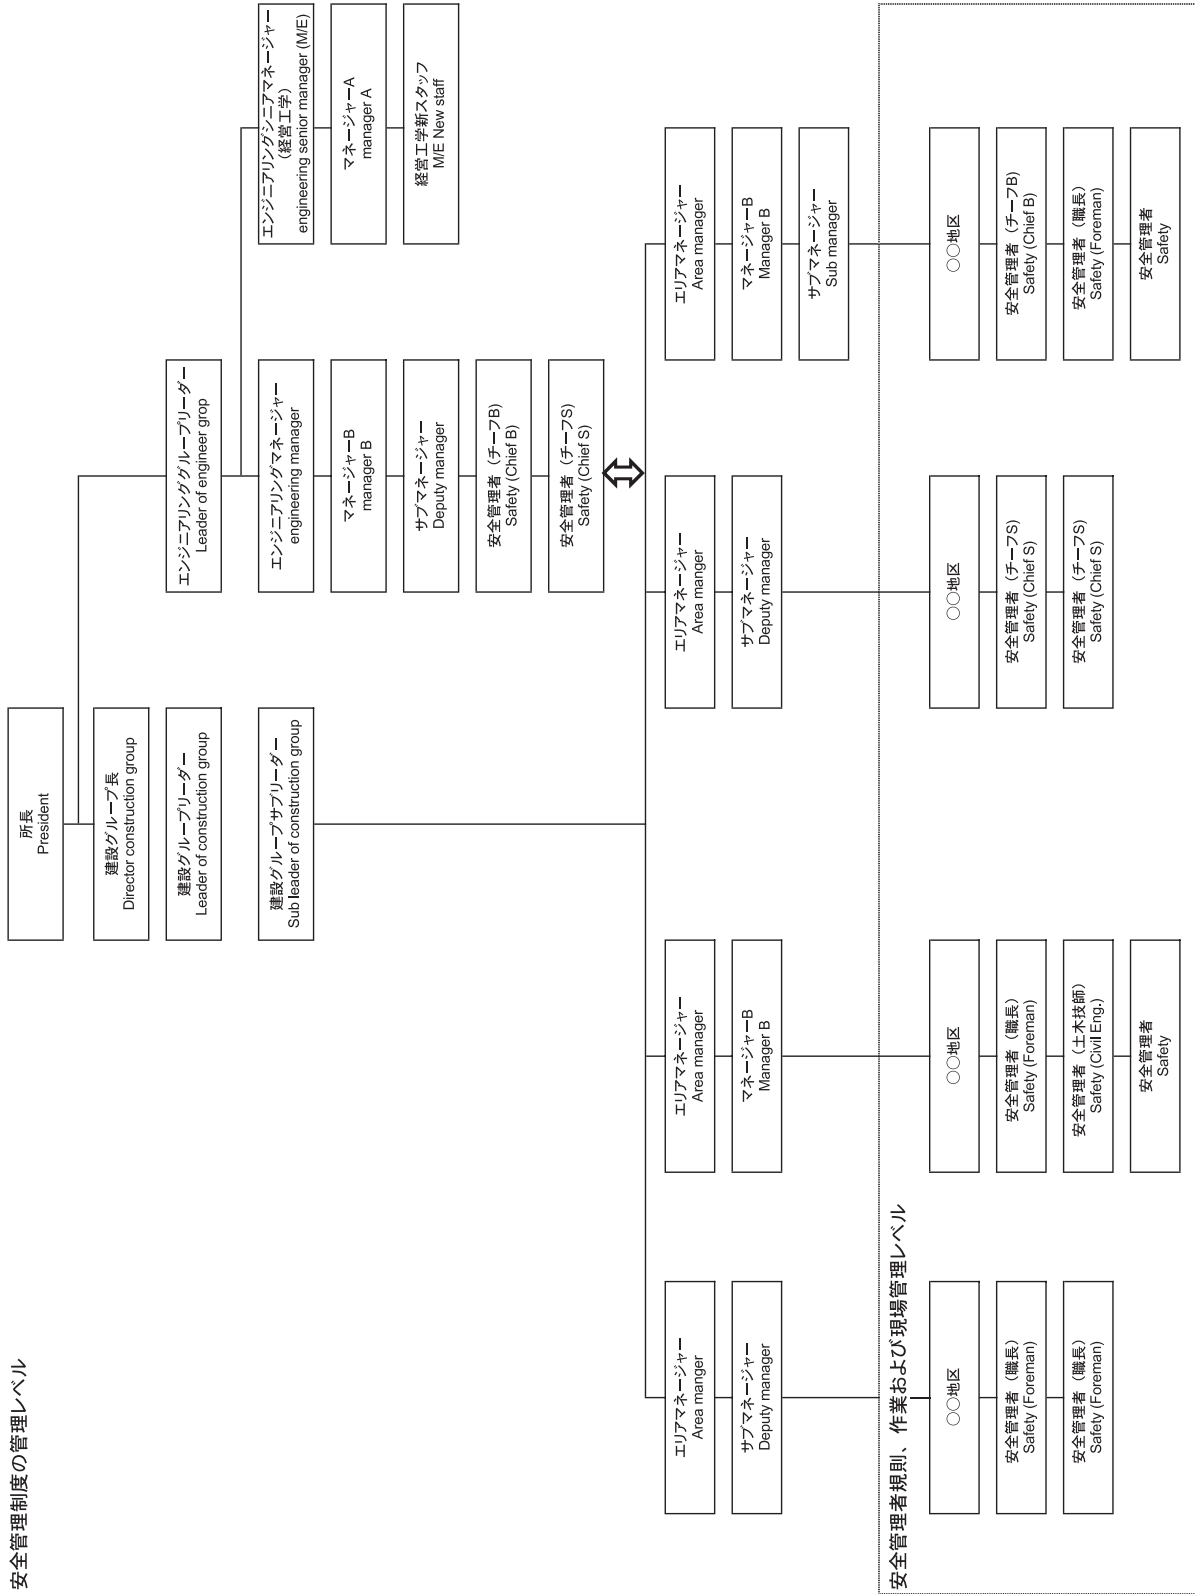 安全管理制度の管理レベル
所長
President
建設グループ長
Director construction group
建設グループリーダー
Leader of construction group
建設グループサブリーダー
Sub leader of construction group
エンジニアリンググループリーダー
Leader of engineer grop
エンジニアリングマネージャー
engineering manager
マネージャーB
manager B
サブマネージャー
Deputy manager
安全管理者（チーフB）
Safety (Chief B)
安全管理者（チーフS）
Safety (Chief S)
エンジニアリングシニアマネージャー
（経営工学）
engineering senior manager (M/E)
マネージャーA
manager A
経営工学新スタッフ
M/E New staff
エリアマネージャー
Area manger
サブマネージャー
Deputy manager
エリアマネージャー
Area manager
マネージャーB
Manager B
エリアマネージャー
Area manger
サブマネージャー
Deputy manager
エリアマネージャー
Area manager
マネージャーB
Manager B
サブマネージャー
Sub manager
安全管理者規則、作業および現場管理レベル
○○地区
安全管理者（職長）
Safety (Foreman)
安全管理者（職長）
Safety (Foreman)
○○地区
安全管理者（職長）
Safety (Foreman)
安全管理者（土木技師）
Safety (Civil Eng.)
安全管理者
Safety
○○地区
安全管理者（チーフS）
Safety (Chief S)
安全管理者（チーフS）
Safety (Chief S)
○○地区
安全管理者（チーフB）
Safety (Chief B)
安全管理者（職長）
Safety (Foreman)
安全管理者
Safety